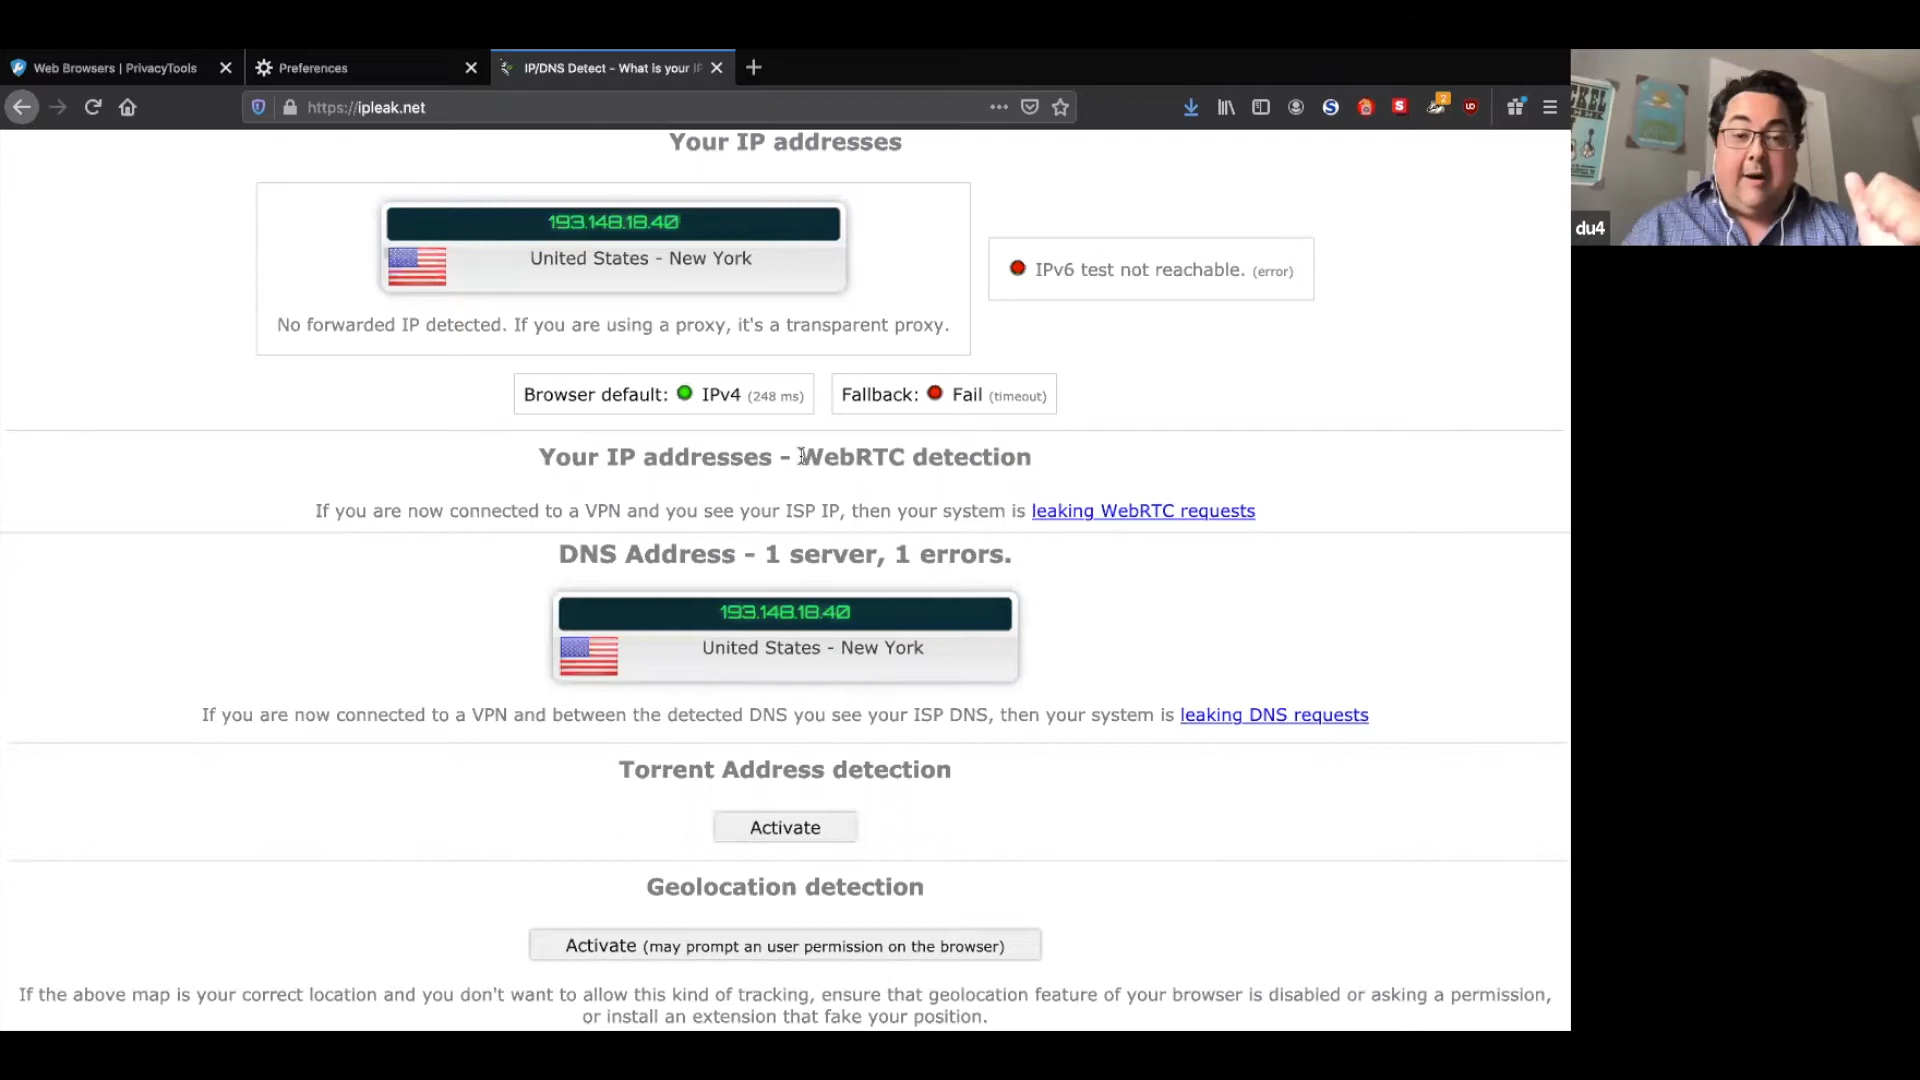 Web Browsers | PrivacyTools
Preferences
IP/DNS Detect - What is your IP
https://ipleak.net
2
S
S
UD
Your IP addresses
193.148.18.40
United States - New York
No forwarded IP detected. If you are using a proxy, it's a transparent proxy.
IPv6 test not reachable. (error)
Browser default: IPv4 (248 ms)
Fallback: Fail (timeout)
Your IP addresses - WebRTC detection
If you are now connected to a VPN and you see your ISP IP, then your system is leaking WebRTC requests
DNS Address - 1 server, 1 errors.
193.148.18.40
United States - New York
If you are now connected to a VPN and between the detected DNS you see your ISP DNS, then your system is leaking DNS requests
Torrent Address detection
Activate
Geolocation detection
Activate (may prompt an user permission on the browser)
If the above map is your correct location and you don't want to allow this kind of tracking, ensure that geolocation feature of your browser is disabled or asking a permission,
or install an extension that fake your position.
du4